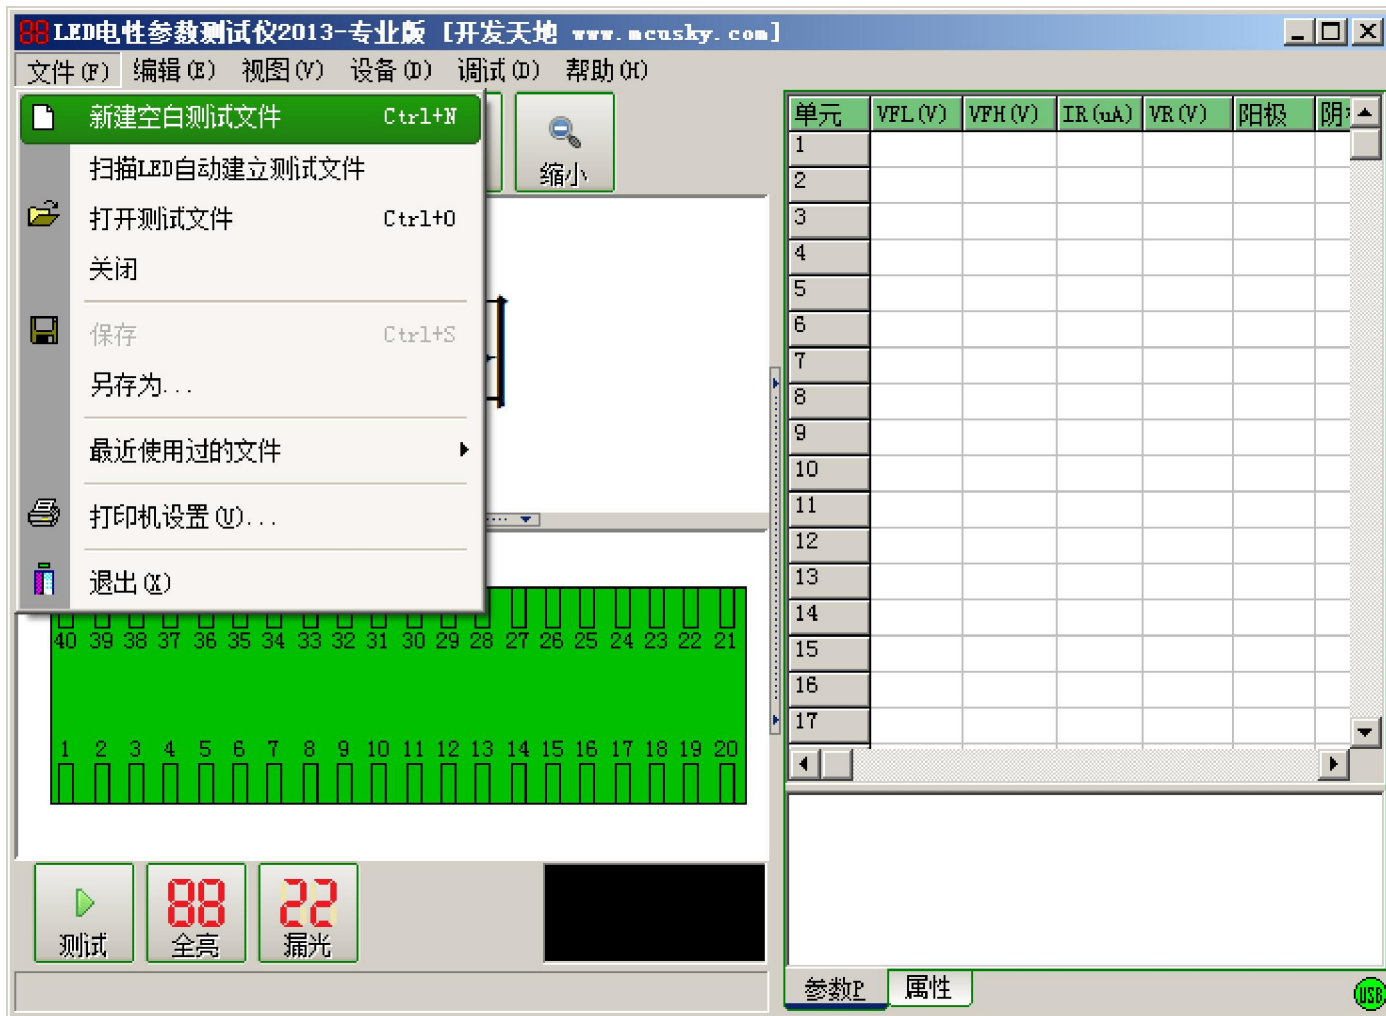 88 LED电性参数测试仪2013-专业版 [开发天地 www.mcusky.com]
文件(F) 编辑(E) 视图(V) 设备(D) 调试(D) 帮助(H)
新建空白测试文件 Ctrl+N
扫描LED自动建立测试文件
打开测试文件 Ctrl+O
关闭
保存 Ctrl+S
另存为...
最近使用过的文件
打印机设置(U)...
退出(X)
缩小
40 39 38 37 36 35 34 33 32 31 30 29 28 27 26 25 24 23 22 21
1 2 3 4 5 6 7 8 9 10 11 12 13 14 15 16 17 18 19 20
88 22
测试 全亮 漏光
单元 VFL(V) VFH(V) IR(uA) VR(V) 阳极 阴
1
2
3
4
5
6
7
8
9
10
11
12
13
14
15
16
17
参数P 属性
USB